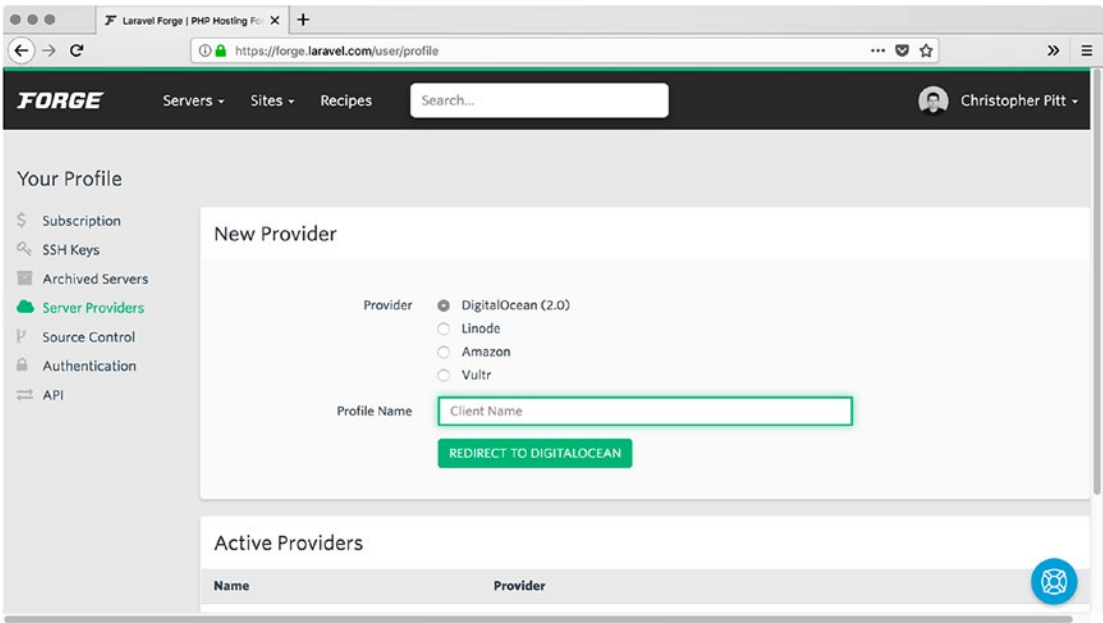 Laravel Forge | PHP Hosting Fo
https://forge.laravel.com/user/profile
FORGE Servers Sites Recipes Search... Christopher Pitt
Your Profile
Subscription
SSH Keys
Archived Servers
Server Providers
Source Control
Authentication
API
New Provider
Provider
DigitalOcean (2.0)
Linode
Amazon
Vultr
Profile Name Client Name
REDIRECT TO DIGITALOCEAN
Active Providers
Name Provider